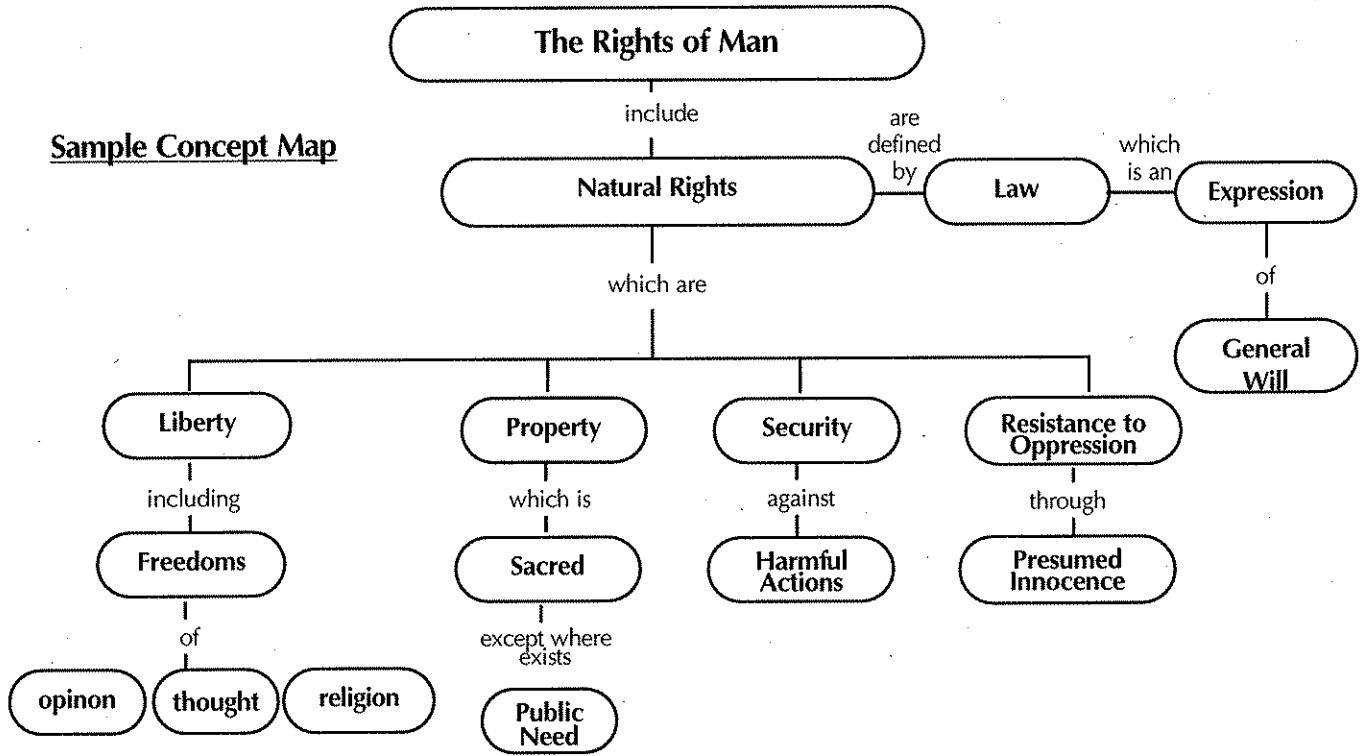 The Rights of Man
include
Sample Concept Map
are
defined
by
which
is an
Natural Rights
Law
Expression
which are
of
General
Will
Liberty
Property
Security
Resistance to
Oppression
including
which is
against
through
Freedoms
Sacred
Harmful
Actions
Presumed
Innocence
of
except where
exists
opinon
thought
religion
Public
Need